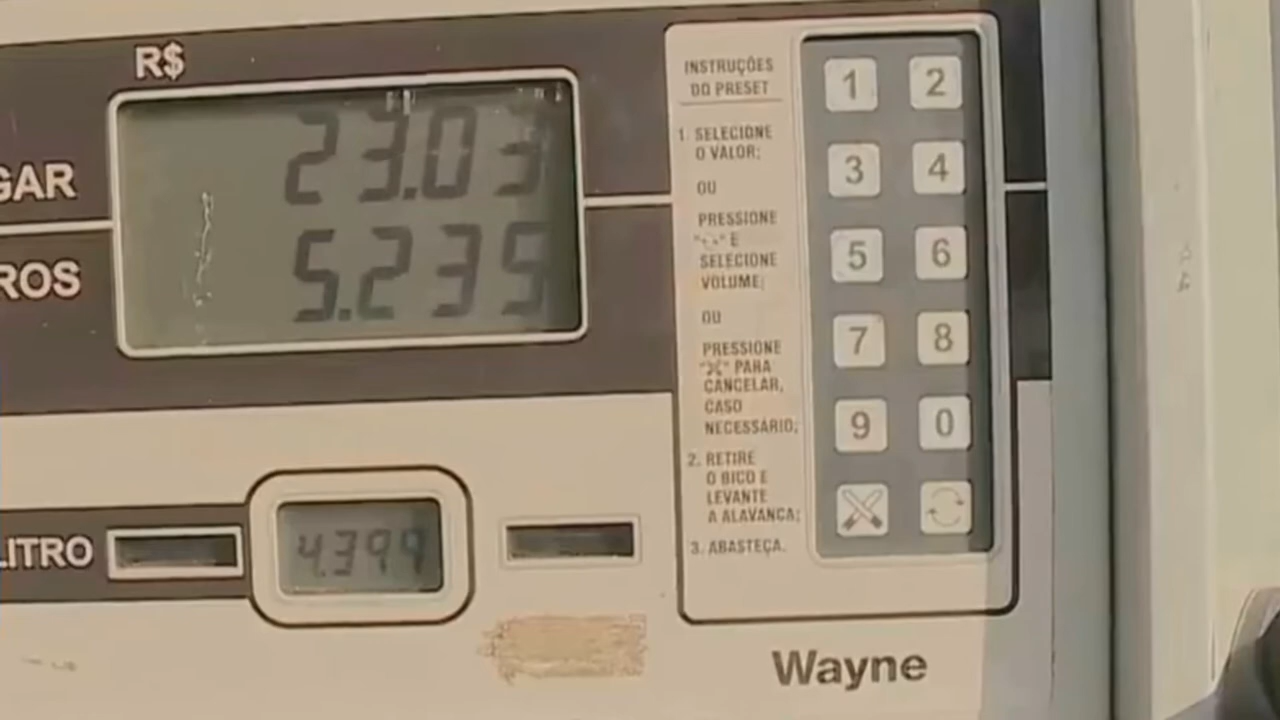 R$
GAR
23.03
ROS
5.235
LITRO
4.399
INSTRUÇÕES
DO PRESET
1. SELECIONE
O VALOR;
OU
PRESSIONE
" " E
SELECIONE
VOLUME;
OU
PRESSIONE
" " PARA
CANCELAR,
CASO
NECESSÁRIO;
2. RETIRE
O BICO E
LEVANTE
A ALAVANCA;
3. ABASTEÇA.
1 2
3 4
5 6
7 8
9 0
Wayne